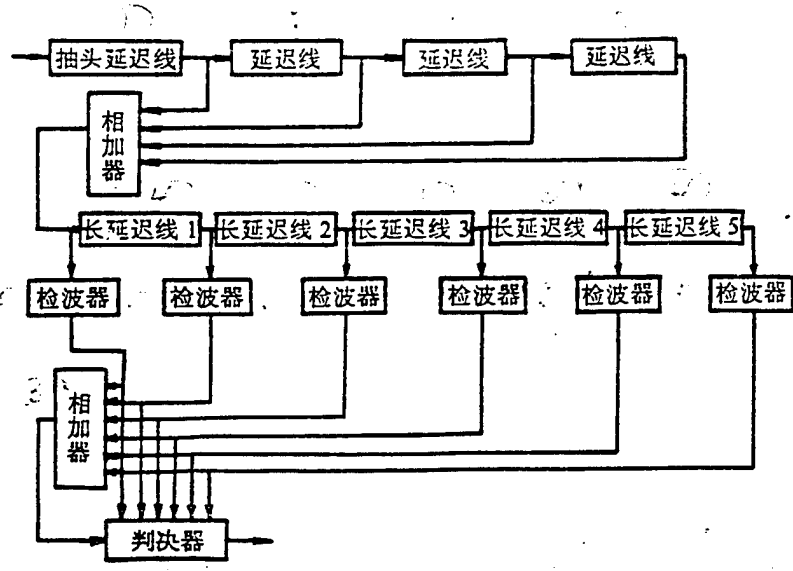 抽头延迟线 延迟线 延迟线 延迟线
相加器
长延迟线1 长延迟线2 长延迟线3 长延迟线4 长延迟线5
检波器 检波器 检波器 检波器 检波器 检波器
相加器
判决器